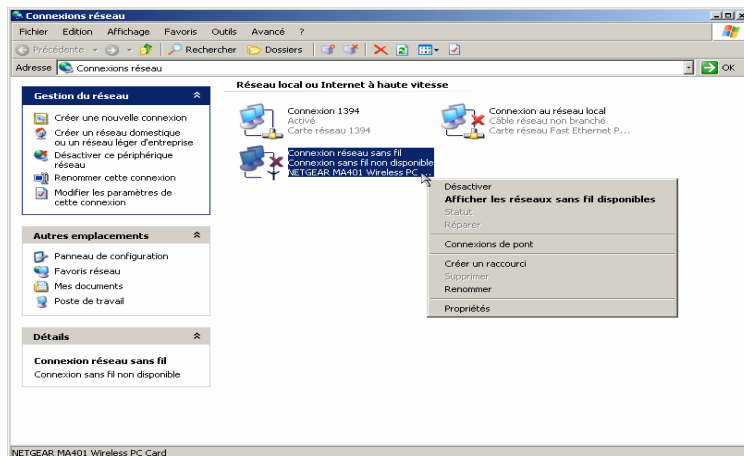 Connexions réseau
Fichier Edition Affichage Favoris Outils Avancé ?
Précédente Rechercher Dossiers
Adresse Connexions réseau OK
Gestion du réseau
Créer une nouvelle connexion
Créer un réseau domestique
ou un réseau léger d'entreprise
Désactiver ce périphérique
réseau
Renommer cette connexion
Modifier les paramètres de
cette connexion
Autres emplacements
Panneau de configuration
Favoris réseau
Mes documents
Poste de travail
Détails
Connexion réseau sans fil
Connexion sans fil non disponible
Réseau local ou Internet à haute vitesse
Connexion 1394
Activé
Carte réseau 1394
Connexion au réseau local
Câble réseau non branché
Carte réseau Fast Ethernet P...
Connexion réseau sans fil
Connexion sans fil non disponible
NETGEAR MA401 Wireless PC ...
Désactiver
Afficher les réseaux sans fil disponibles
Statut
Réparer
Connexions de pont
Créer un raccourci
Supprimer
Renommer
Propriétés
NETGEAR MA401 Wireless PC Card